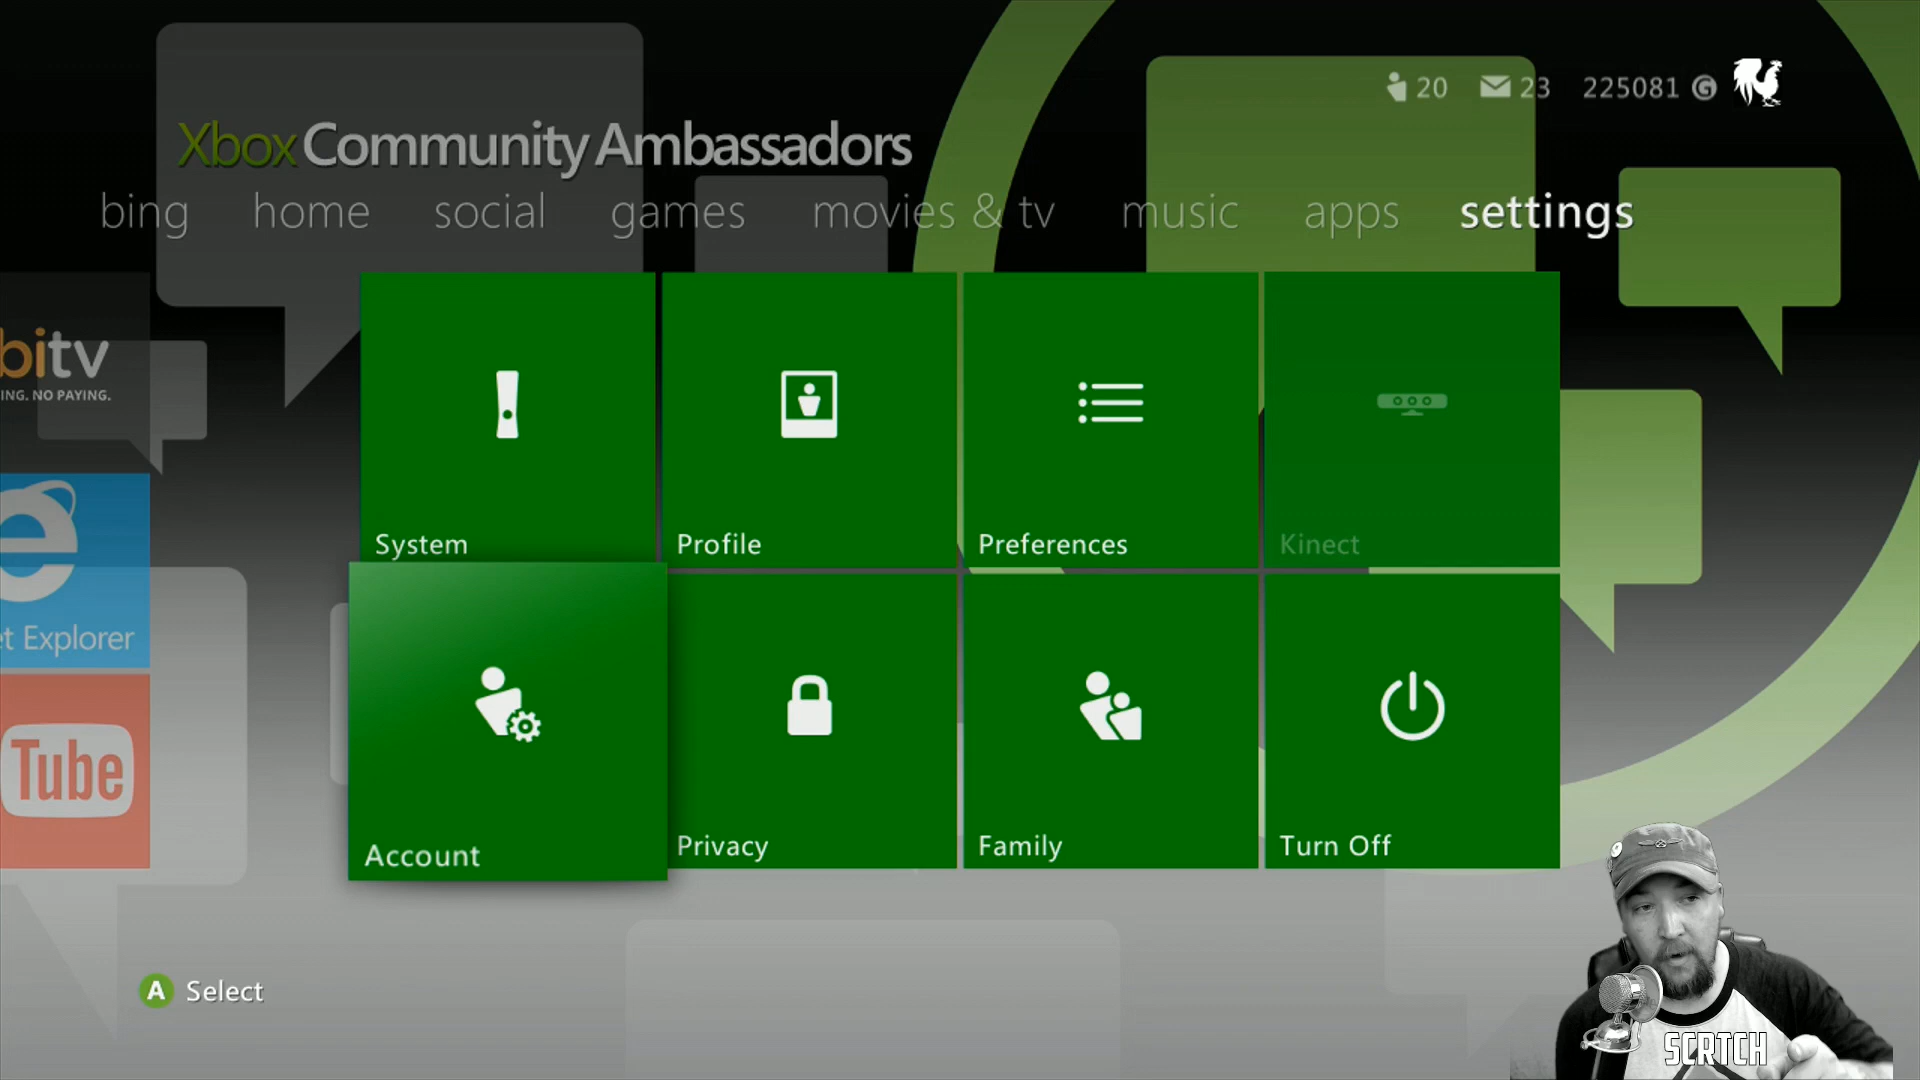 20 23 225081 G
Xbox Community Ambassadors
bing home social games movies & tv music apps settings
bitv
ING. NO PAYING.
System Profile Preferences Kinect
et Explorer
Tube
Account Privacy Family Turn Off
A Select
SCRTCH